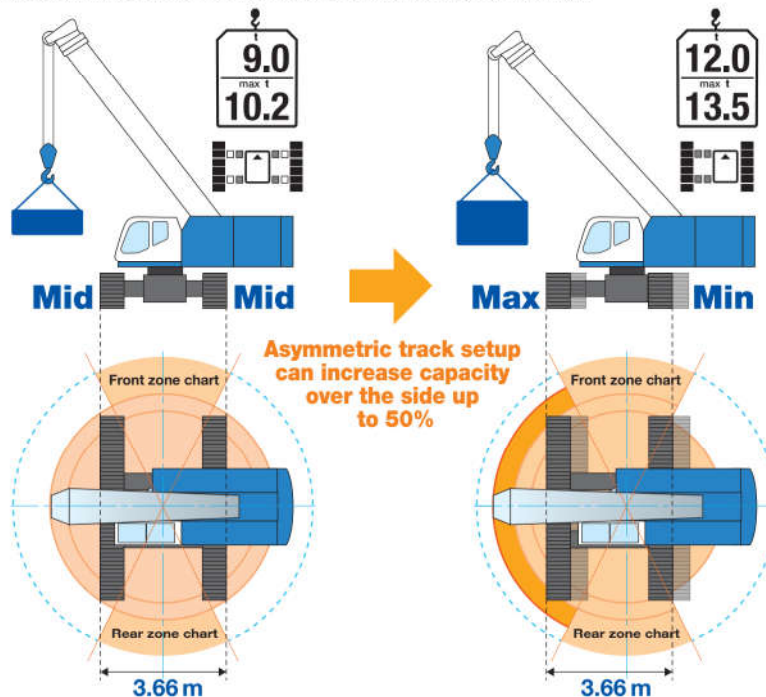 t
9.0
max t
10.2
Mid
Mid
t
12.0
max t
13.5
Max
Min
Asymmetric track setup
can increase capacity
over the side up
to 50%
Front zone chart
Rear zone chart
3.66 m
Front zone chart
Rear zone chart
3.66 m